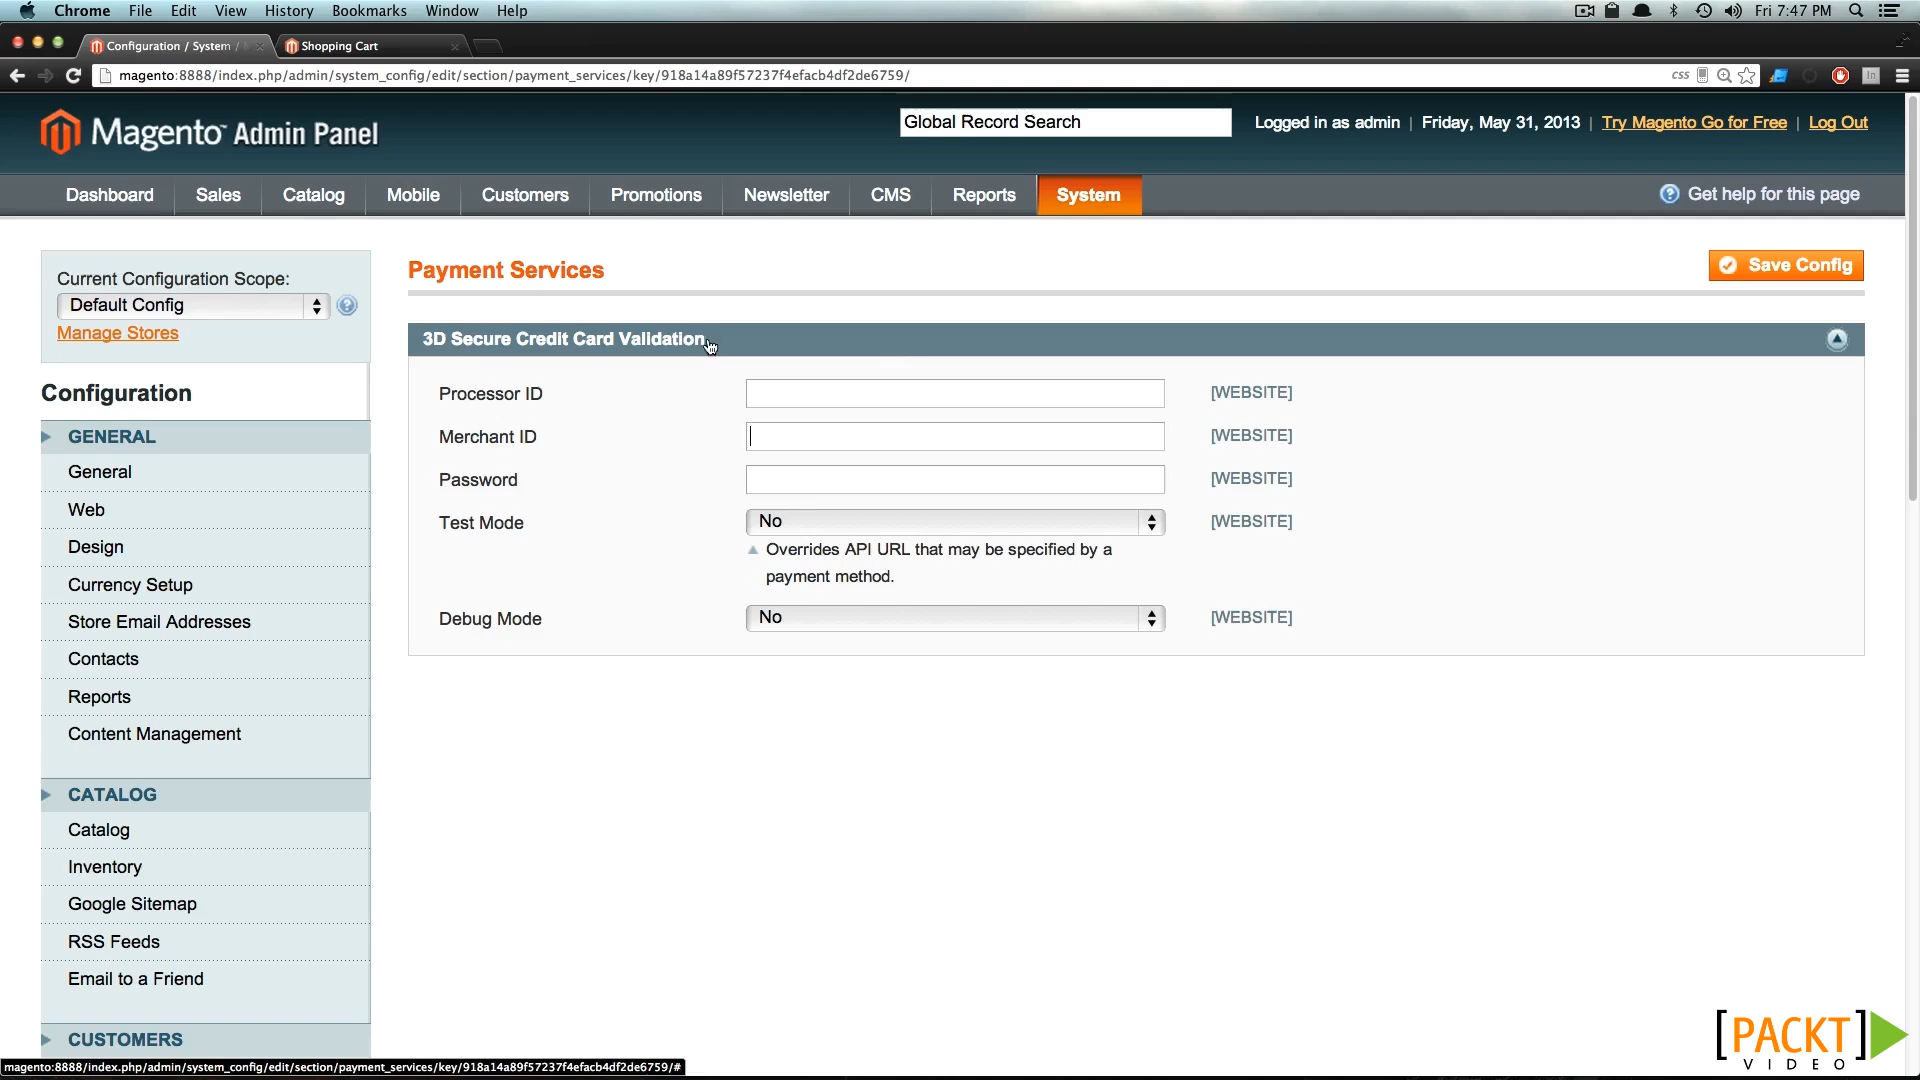 Chrome File Edit View History Bookmarks Window Help Fri 7:47 PM
Configuration / System / Shopping Cart
magento:8888/index.php/admin/system_config/edit/section/payment_services/key/918a14a89f57237f4efacb4df2de6759/ CSS In
Magento Admin Panel Global Record Search Logged in as admin | Friday, May 31, 2013 | Try Magento Go for Free | Log Out
Dashboard Sales Catalog Mobile Customers Promotions Newsletter CMS Reports System Get help for this page
Current Configuration Scope:
Default Config
Manage Stores
Configuration
GENERAL
General
Web
Design
Currency Setup
Store Email Addresses
Contacts
Reports
Content Management
CATALOG
Catalog
Inventory
Google Sitemap
RSS Feeds
Email to a Friend
CUSTOMERS
Payment Services Save Config
3D Secure Credit Card Validation
Processor ID [WEBSITE]
Merchant ID [WEBSITE]
Password [WEBSITE]
Test Mode No [WEBSITE]
Overrides API URL that may be specified by a
payment method.
Debug Mode No [WEBSITE]
[PACKT]
VIDEO
magento:8888/index.php/admin/system_config/edit/section/payment_services/key/918a14a89f57237f4efacb4df2de6759/#